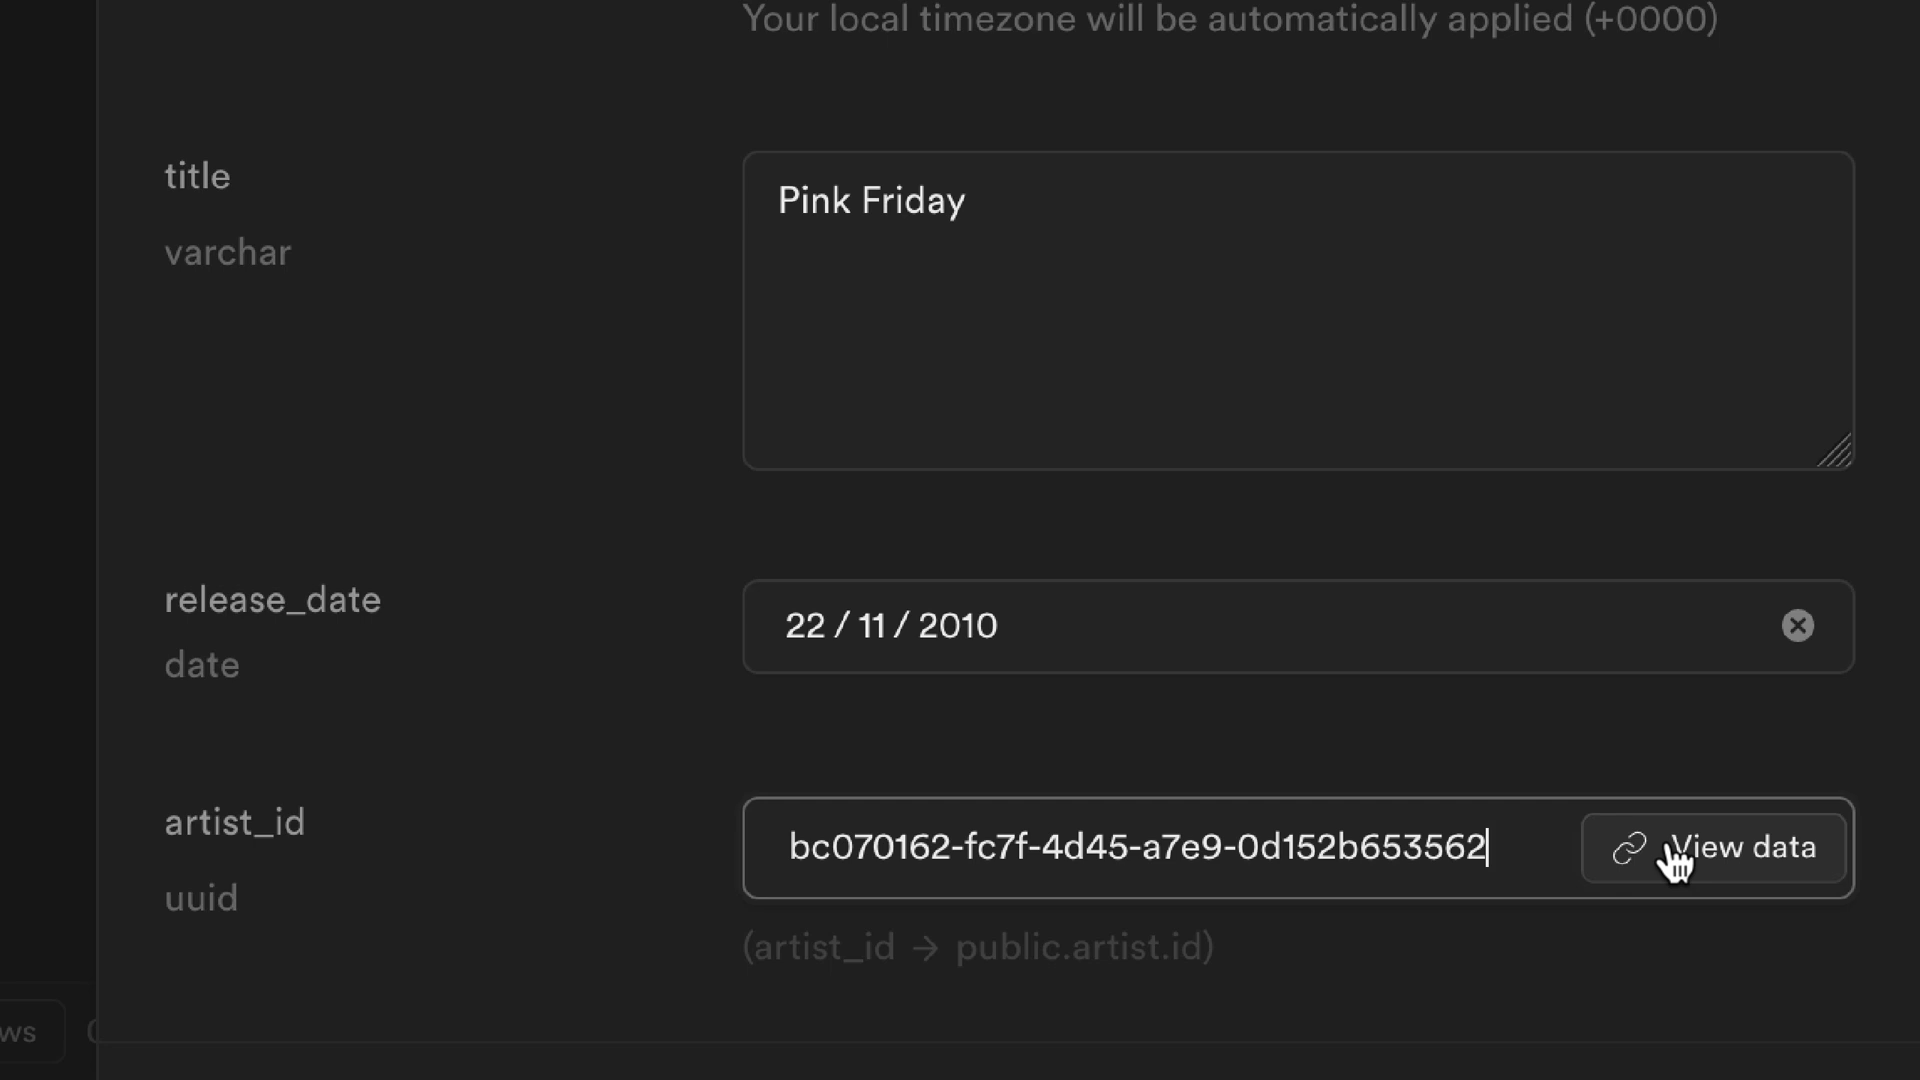 Your local timezone will be automatically applied (+0000)
title
Pink Friday
varchar
release_date
22 / 11 / 2010
date
artist_id
bc070162-fc7f-4d45-a7e9-0d152b653562
View data
uuid
(artist_id → public.artist.id)
ws